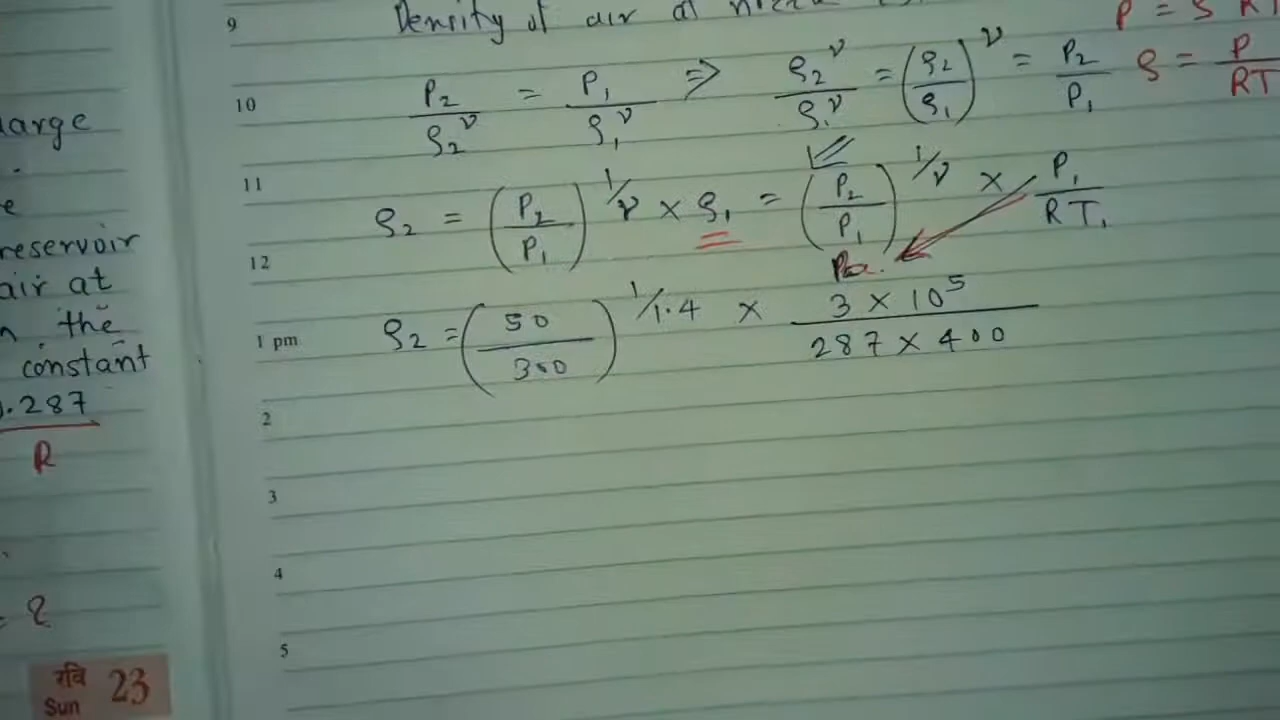 9
Density of air at
P = ρ RT
10
P₂/ρ₂^γ = P₁/ρ₁^γ ⇒ ρ₂^γ/ρ₁^γ = (ρ₂/ρ₁)^γ = P₂/P₁
ρ = P/RT
11
ρ₂ = (P₂/P₁)^1/γ × ρ₁ = (P₂/P₁)^1/γ × P₁/RT₁
12
Pa.
1 pm
ρ₂ = (50/300)^1/1.4 × 3 × 10⁵/287 × 400
2
3
4
5
large
reservoir
air at
the
constant
0.287
R
रवि
Sun 23